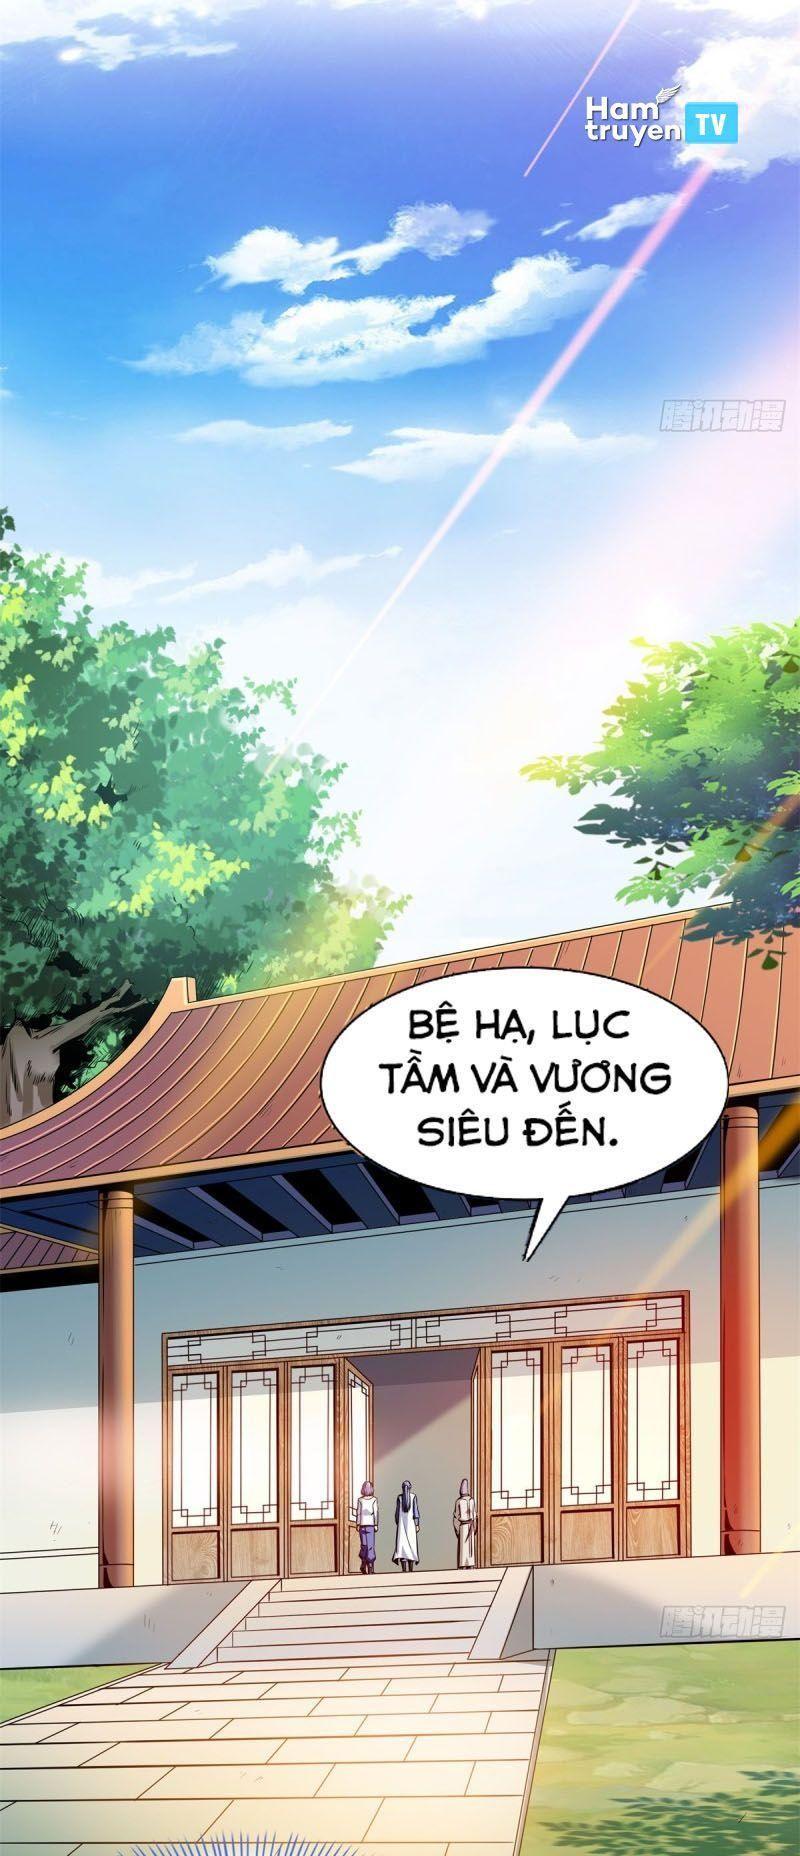 Ham
truyen TV
腾讯动漫
BỆ HẠ, LỤC
TẦM VÀ VƯƠNG
SIÊU ĐẾN.
腾讯动漫